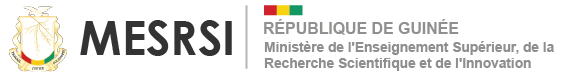 MESRSI
RÉPUBLIQUE DE GUINÉE
Ministère de l'Enseignement Supérieur, de la
Recherche Scientifique et de l'Innovation